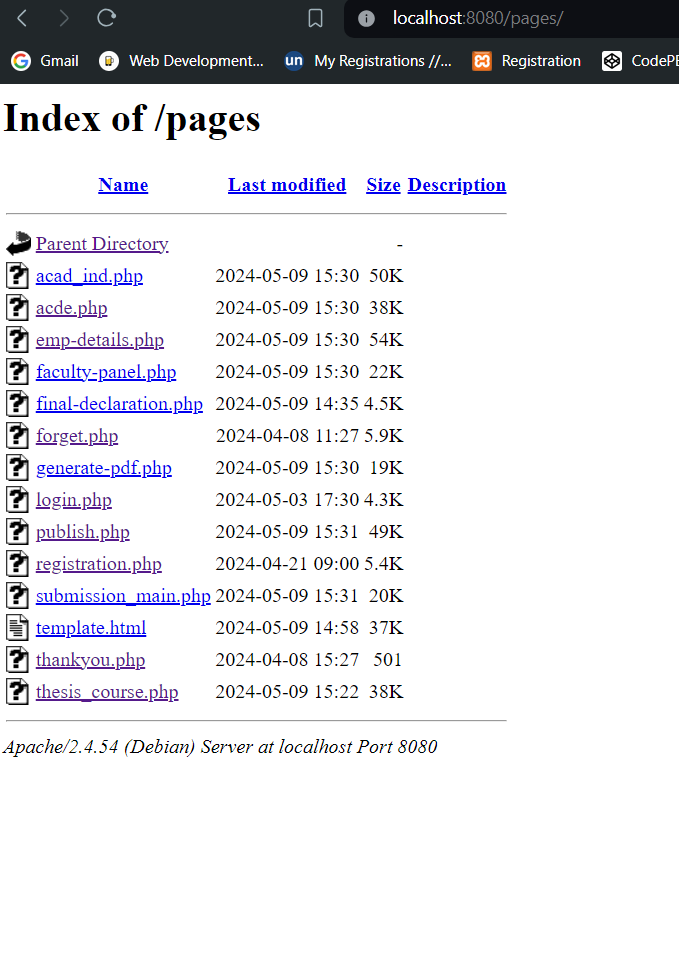 localhost:8080/pages/
Gmail Web Development... un My Registrations //... Registration CodePE
Index of /pages
Name Last modified Size Description
Parent Directory -
acad_ind.php 2024-05-09 15:30 50K
acde.php 2024-05-09 15:30 38K
emp-details.php 2024-05-09 15:30 54K
faculty-panel.php 2024-05-09 15:30 22K
final-declaration.php 2024-05-09 14:35 4.5K
forget.php 2024-04-08 11:27 5.9K
generate-pdf.php 2024-05-09 15:30 19K
login.php 2024-05-03 17:30 4.3K
publish.php 2024-05-09 15:31 49K
registration.php 2024-04-21 09:00 5.4K
submission_main.php 2024-05-09 15:31 20K
template.html 2024-05-09 14:58 37K
thankyou.php 2024-04-08 15:27 501
thesis_course.php 2024-05-09 15:22 38K
Apache/2.4.54 (Debian) Server at localhost Port 8080